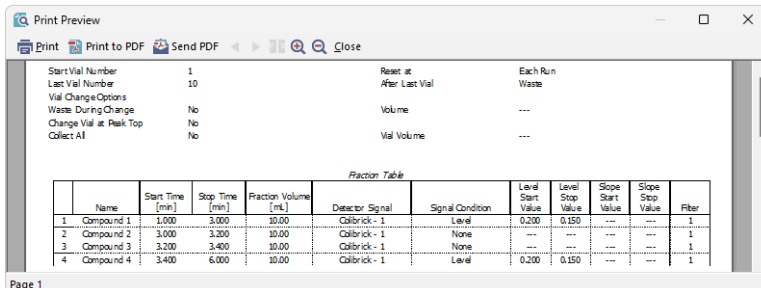 Print Preview
Print Print to PDF Send PDF Close
Start Vial Number 1 Reset at Each Run
Last Vial Number 10 After Last Vial Waste
Vial Change Options
Waste During Change No Volume ---
Change Vial at Peak Top No
Collect All No Vial Volume ---
Fraction Table
Name Start Time [min] Stop Time [min] Fraction Volume [mL] Detector Signal Signal Condition Level Start Value Level Stop Value Slope Start Value Slope Stop Value Filter
1 Compound 1 1.000 3.000 10.00 Colibrick - 1 Level 0.200 0.150 --- --- 1
2 Compound 2 3.000 3.200 10.00 Colibrick - 1 None --- --- --- --- 1
3 Compound 3 3.200 3.400 10.00 Colibrick - 1 None --- --- --- --- 1
4 Compound 4 3.400 6.000 10.00 Colibrick - 1 Level 0.200 0.150 --- --- 1
Page 1